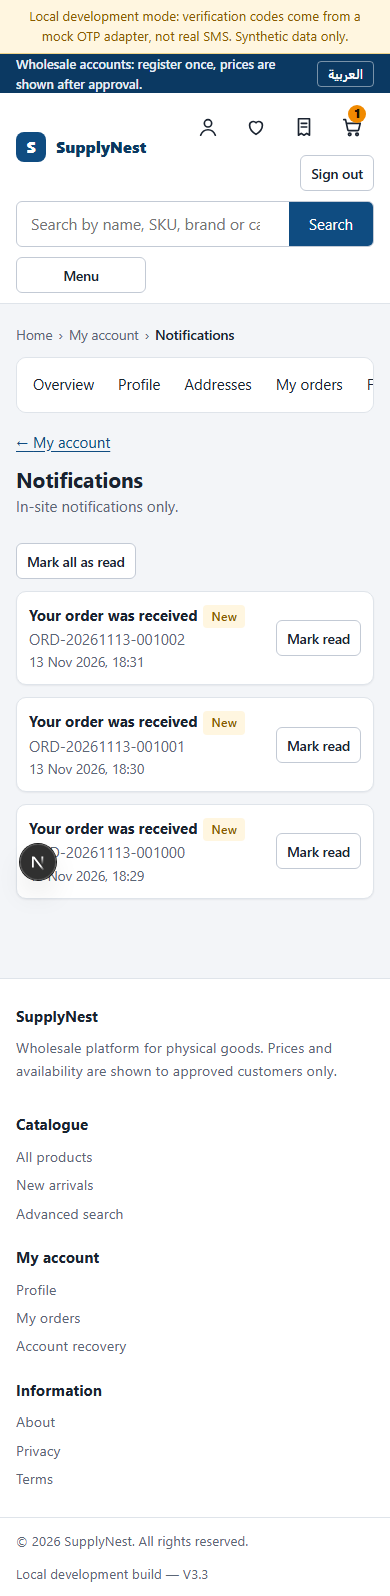 Local development mode: verification codes come from a
mock OTP adapter, not real SMS. Synthetic data only.
Wholesale accounts: register once, prices are
shown after approval.
العربية
1
S SupplyNest
Sign out
Search by name, SKU, brand or ca
Search
Menu
Home › My account › Notifications
Overview Profile Addresses My orders F
← My account
Notifications
In-site notifications only.
Mark all as read
Your order was received New
ORD-20261113-001002
13 Nov 2026, 18:31
Mark read
Your order was received New
ORD-20261113-001001
13 Nov 2026, 18:30
Mark read
Your order was received New
D-20261113-001000
Nov 2026, 18:29
Mark read
N
SupplyNest
Wholesale platform for physical goods. Prices and
availability are shown to approved customers only.
Catalogue
All products
New arrivals
Advanced search
My account
Profile
My orders
Account recovery
Information
About
Privacy
Terms
© 2026 SupplyNest. All rights reserved.
Local development build — V3.3